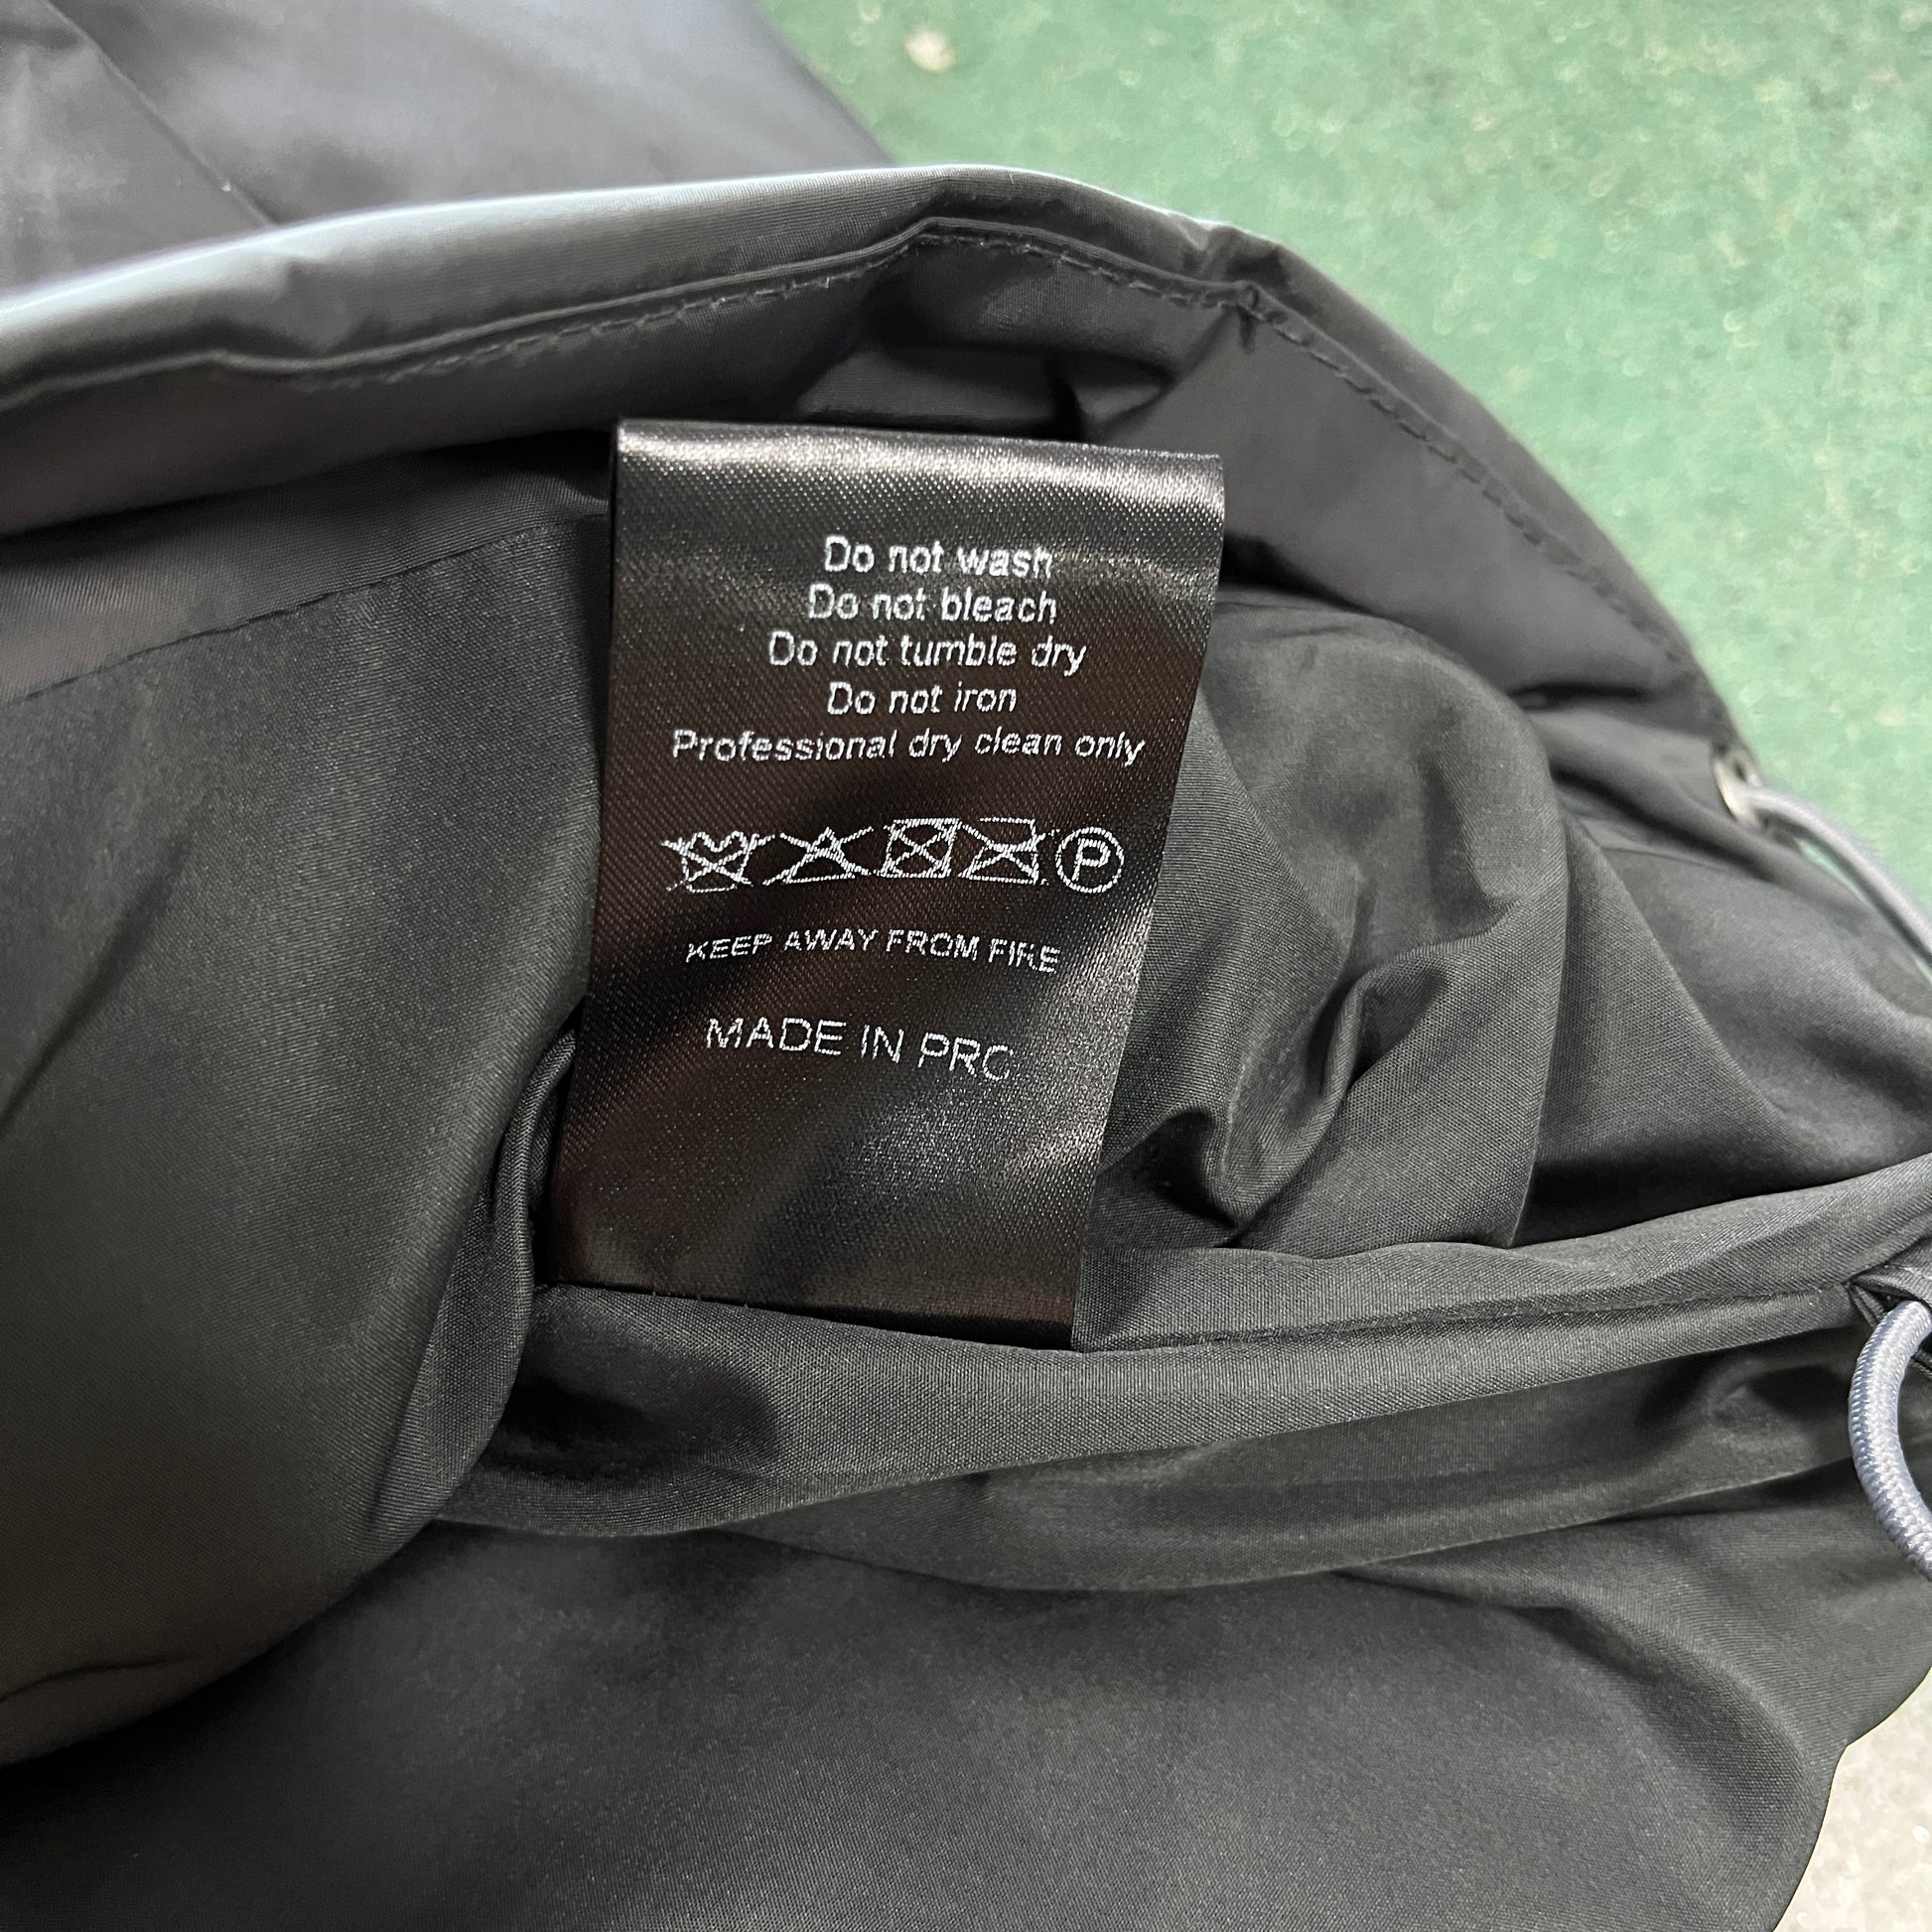 Do not wash
Do not bleach
Do not tumble dry
Do not iron
Professional dry clean only
P
KEEP AWAY FROM FIRE
MADE IN PRC